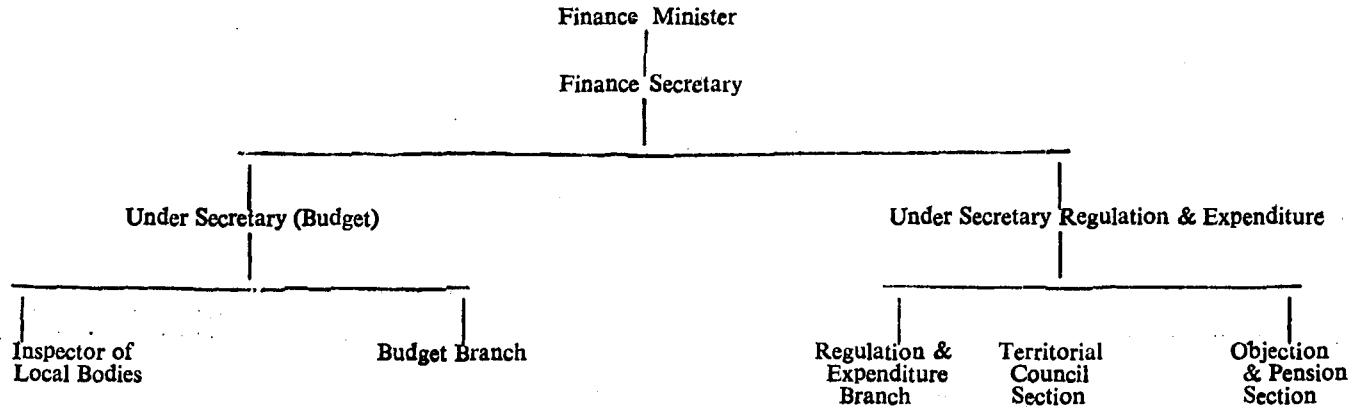 Finance Minister
Finance Secretary
Under Secretary (Budget)
Under Secretary Regulation & Expenditure
Inspector of
Local Bodies
Budget Branch
Regulation &
Expenditure
Branch
Territorial
Council
Section
Objection
& Pension
Section